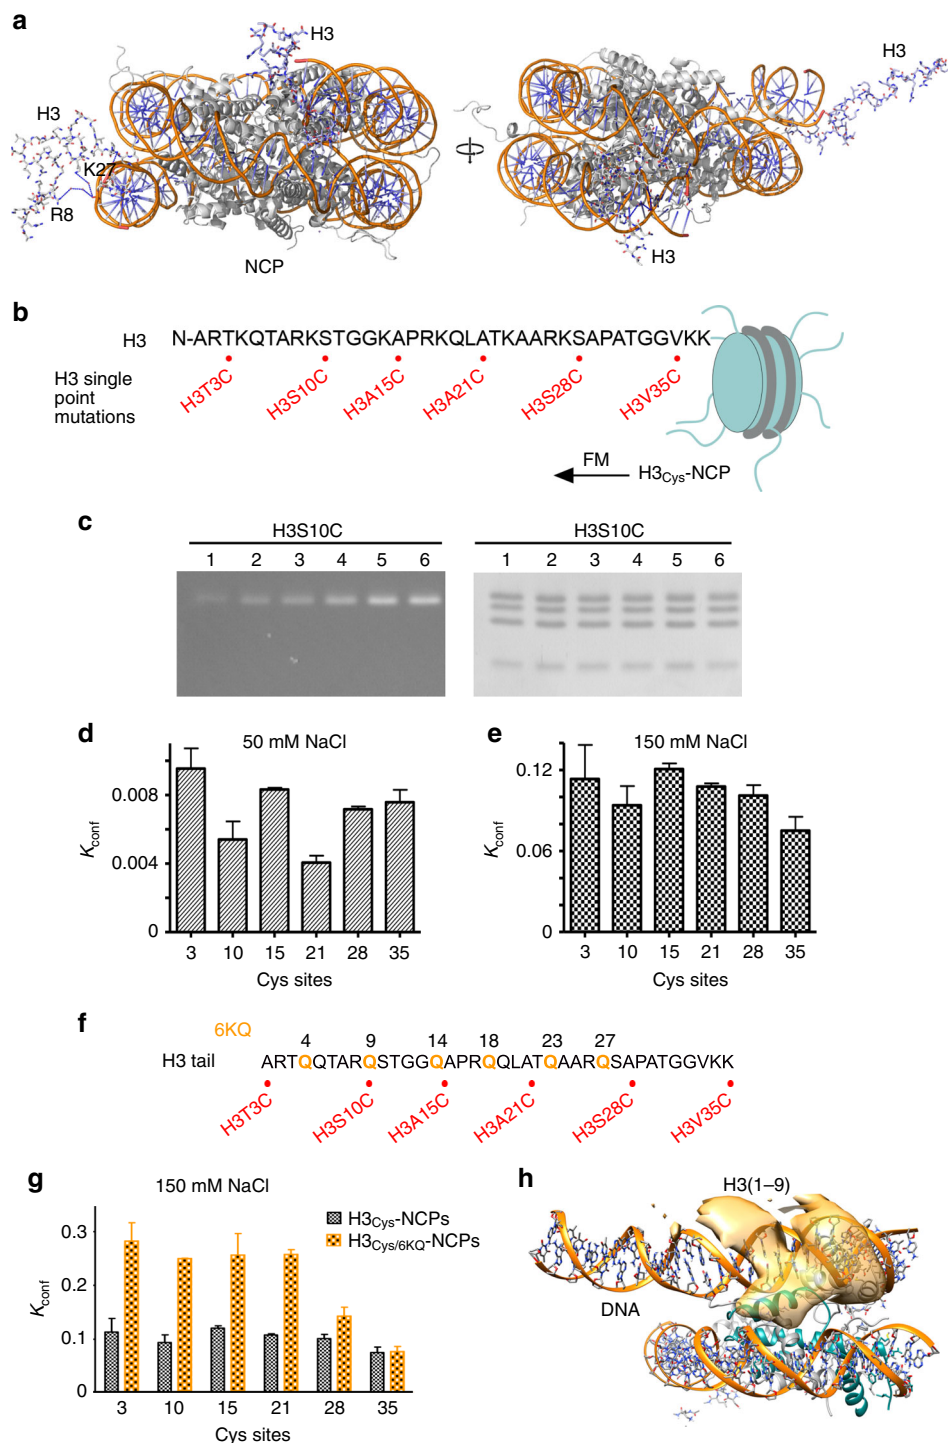 a
H3
H3
K27
R8
NCP
H3
H3
b
H3
N-ARTKQTARKSTGGKAPRKQLATKAARKSAPATGGVKK
H3 single
point
mutations
H3T3C
H3S10C
H3A15C
H3A21C
H3S28C
H3V35C
FM
H3Cys-NCP
c
H3S10C
1 2 3 4 5 6
H3S10C
1 2 3 4 5 6
d
50 mM NaCl
0.008
0.004
0
Kconf
3 10 15 21 28 35
Cys sites
e
150 mM NaCl
0.12
0.06
0
Kconf
3 10 15 21 28 35
Cys sites
f
6KQ
4 9 14 18 23 27
H3 tail
ARTQQTARQSTGGQAPRQQLATQAARQSAPATGGVKK
H3T3C
H3S10C
H3A15C
H3A21C
H3S28C
H3V35C
g
150 mM NaCl
H3Cys-NCPs
H3Cys/6KQ-NCPs
0.3
0.2
0.1
0
Kconf
3 10 15 21 28 35
Cys sites
h
H3(1–9)
DNA